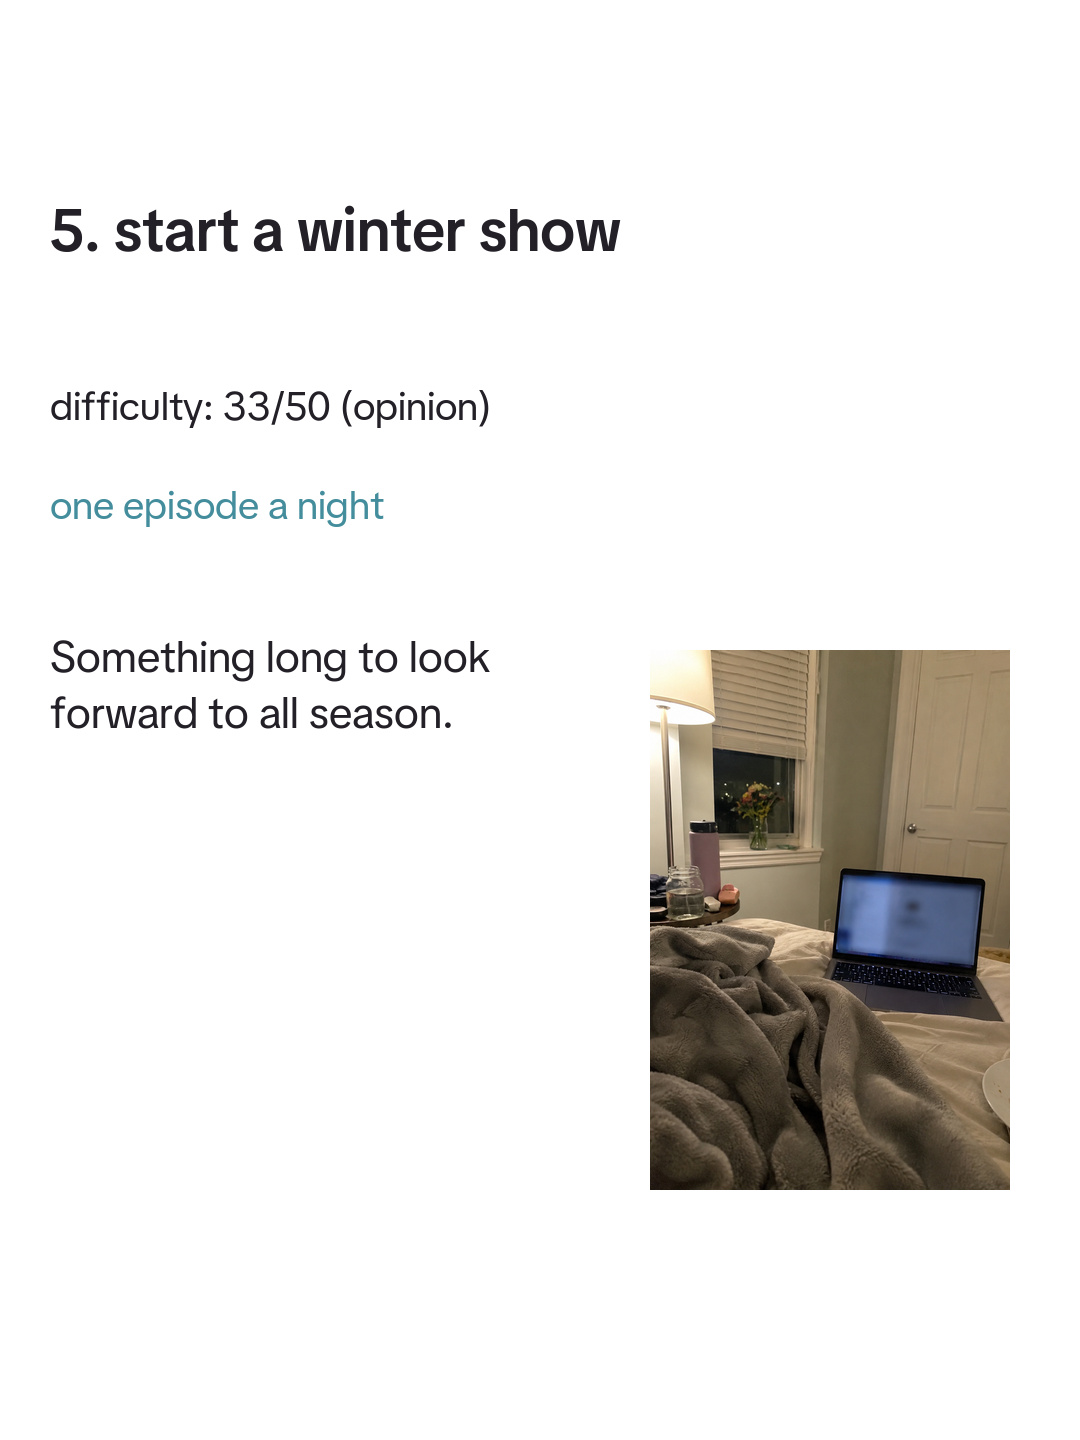 5. start a winter show
difficulty: 33/50 (opinion)
one episode a night
Something long to look
forward to all season.